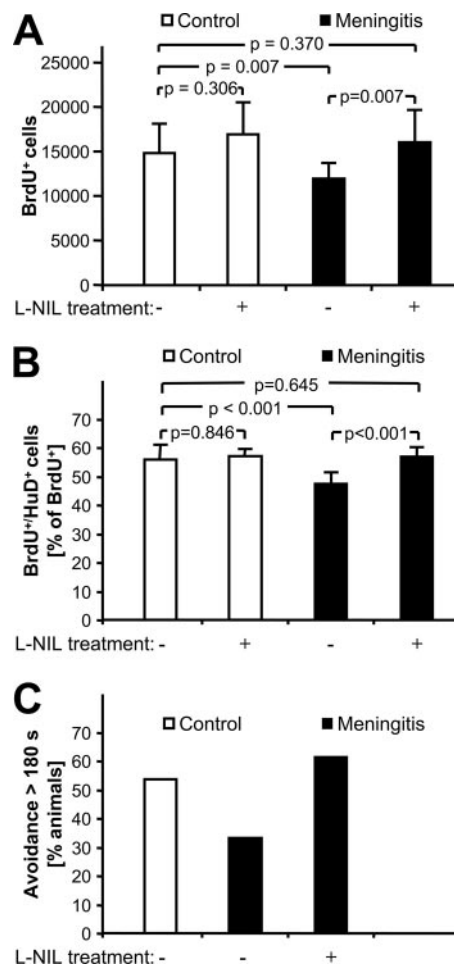 A
Control Meningitis
p = 0.370
p = 0.007
p = 0.306
p=0.007
BrdU⁺ cells
25000
20000
15000
10000
5000
0
L-NIL treatment: - + - +
B
Control Meningitis
p=0.645
p < 0.001
p=0.846
p<0.001
BrdU⁺/HuD⁺ cells
[% of BrdU⁺]
70
60
50
40
30
20
10
0
L-NIL treatment: - + - +
C
Control Meningitis
Avoidance > 180 s
[% animals]
70
60
50
40
30
20
10
0
L-NIL treatment: - - +